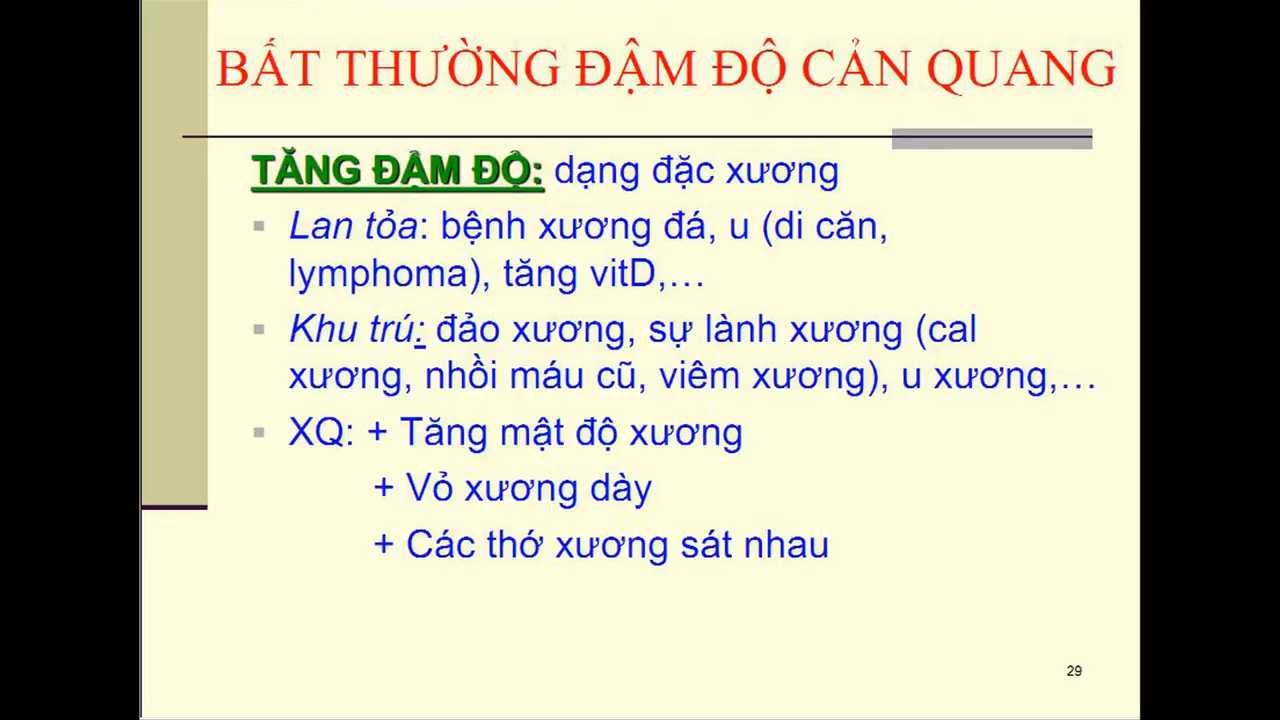 BẤT THƯỜNG ĐẬM ĐỘ CẢN QUANG
TĂNG ĐẬM ĐỘ: dạng đặc xương
▪ Lan tỏa: bệnh xương đá, u (di căn,
lymphoma), tăng vitD,…
▪ Khu trú: đảo xương, sự lành xương (cal
xương, nhồi máu cũ, viêm xương), u xương,…
▪ XQ: + Tăng mật độ xương
+ Vỏ xương dày
+ Các thớ xương sát nhau
29